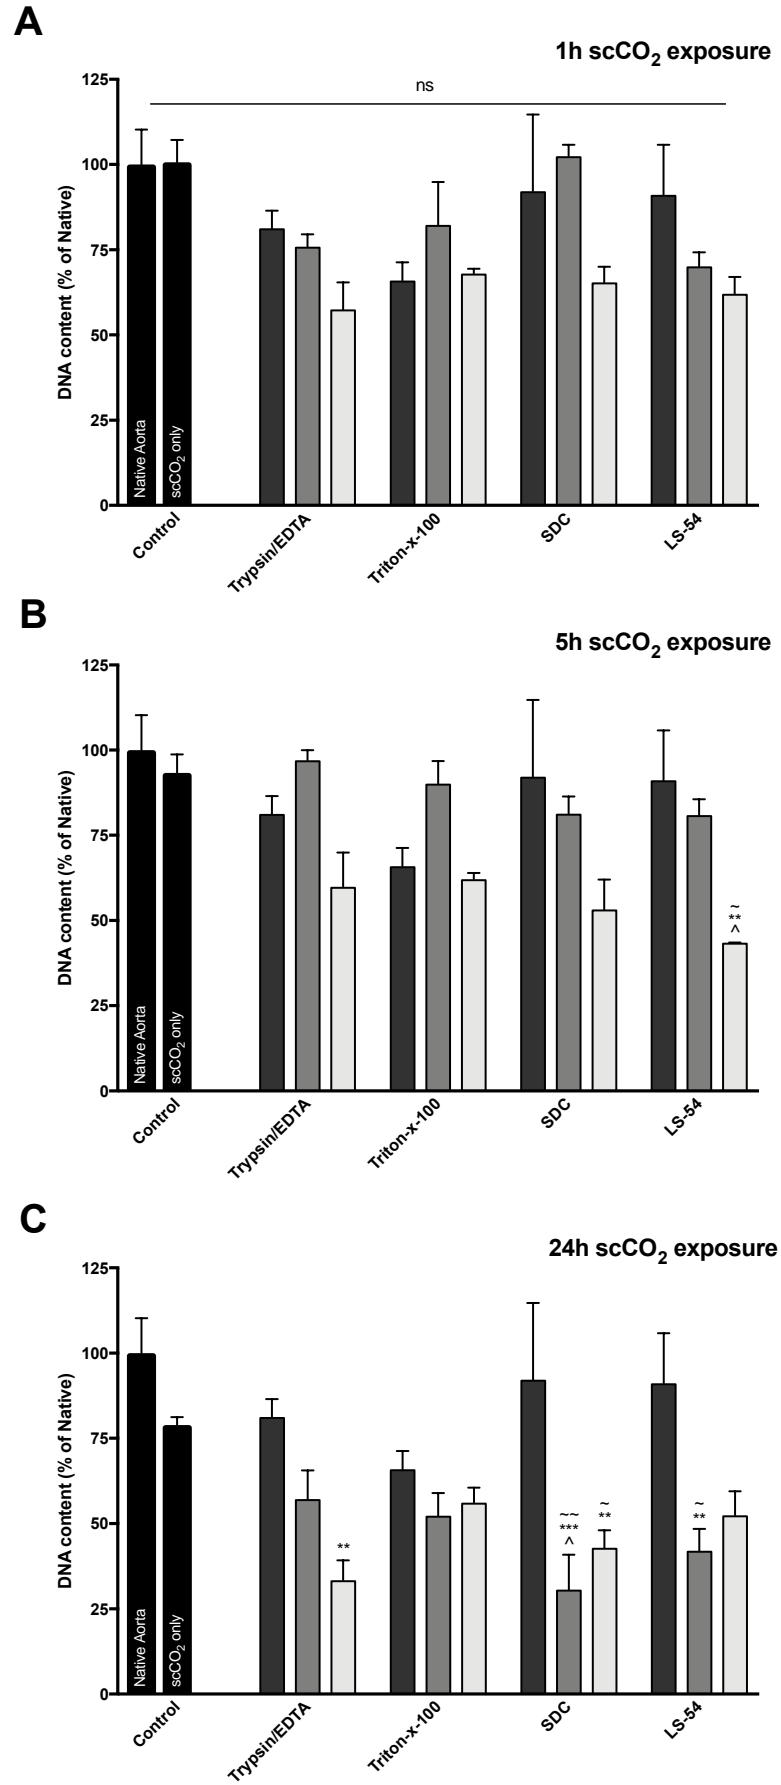 A
1h scCO₂ exposure
DNA content (% of Native)
125
100
75
50
25
0
ns
Native Aorta
scCO₂ only
Control
Trypsin/EDTA
Triton-x-100
SDC
LS-54
B
5h scCO₂ exposure
DNA content (% of Native)
125
100
75
50
25
0
Native Aorta
scCO₂ only
~
**
^
Control
Trypsin/EDTA
Triton-x-100
SDC
LS-54
C
24h scCO₂ exposure
DNA content (% of Native)
125
100
75
50
25
0
Native Aorta
scCO₂ only
**
~~
***
^
~
**
~
**
Control
Trypsin/EDTA
Triton-x-100
SDC
LS-54